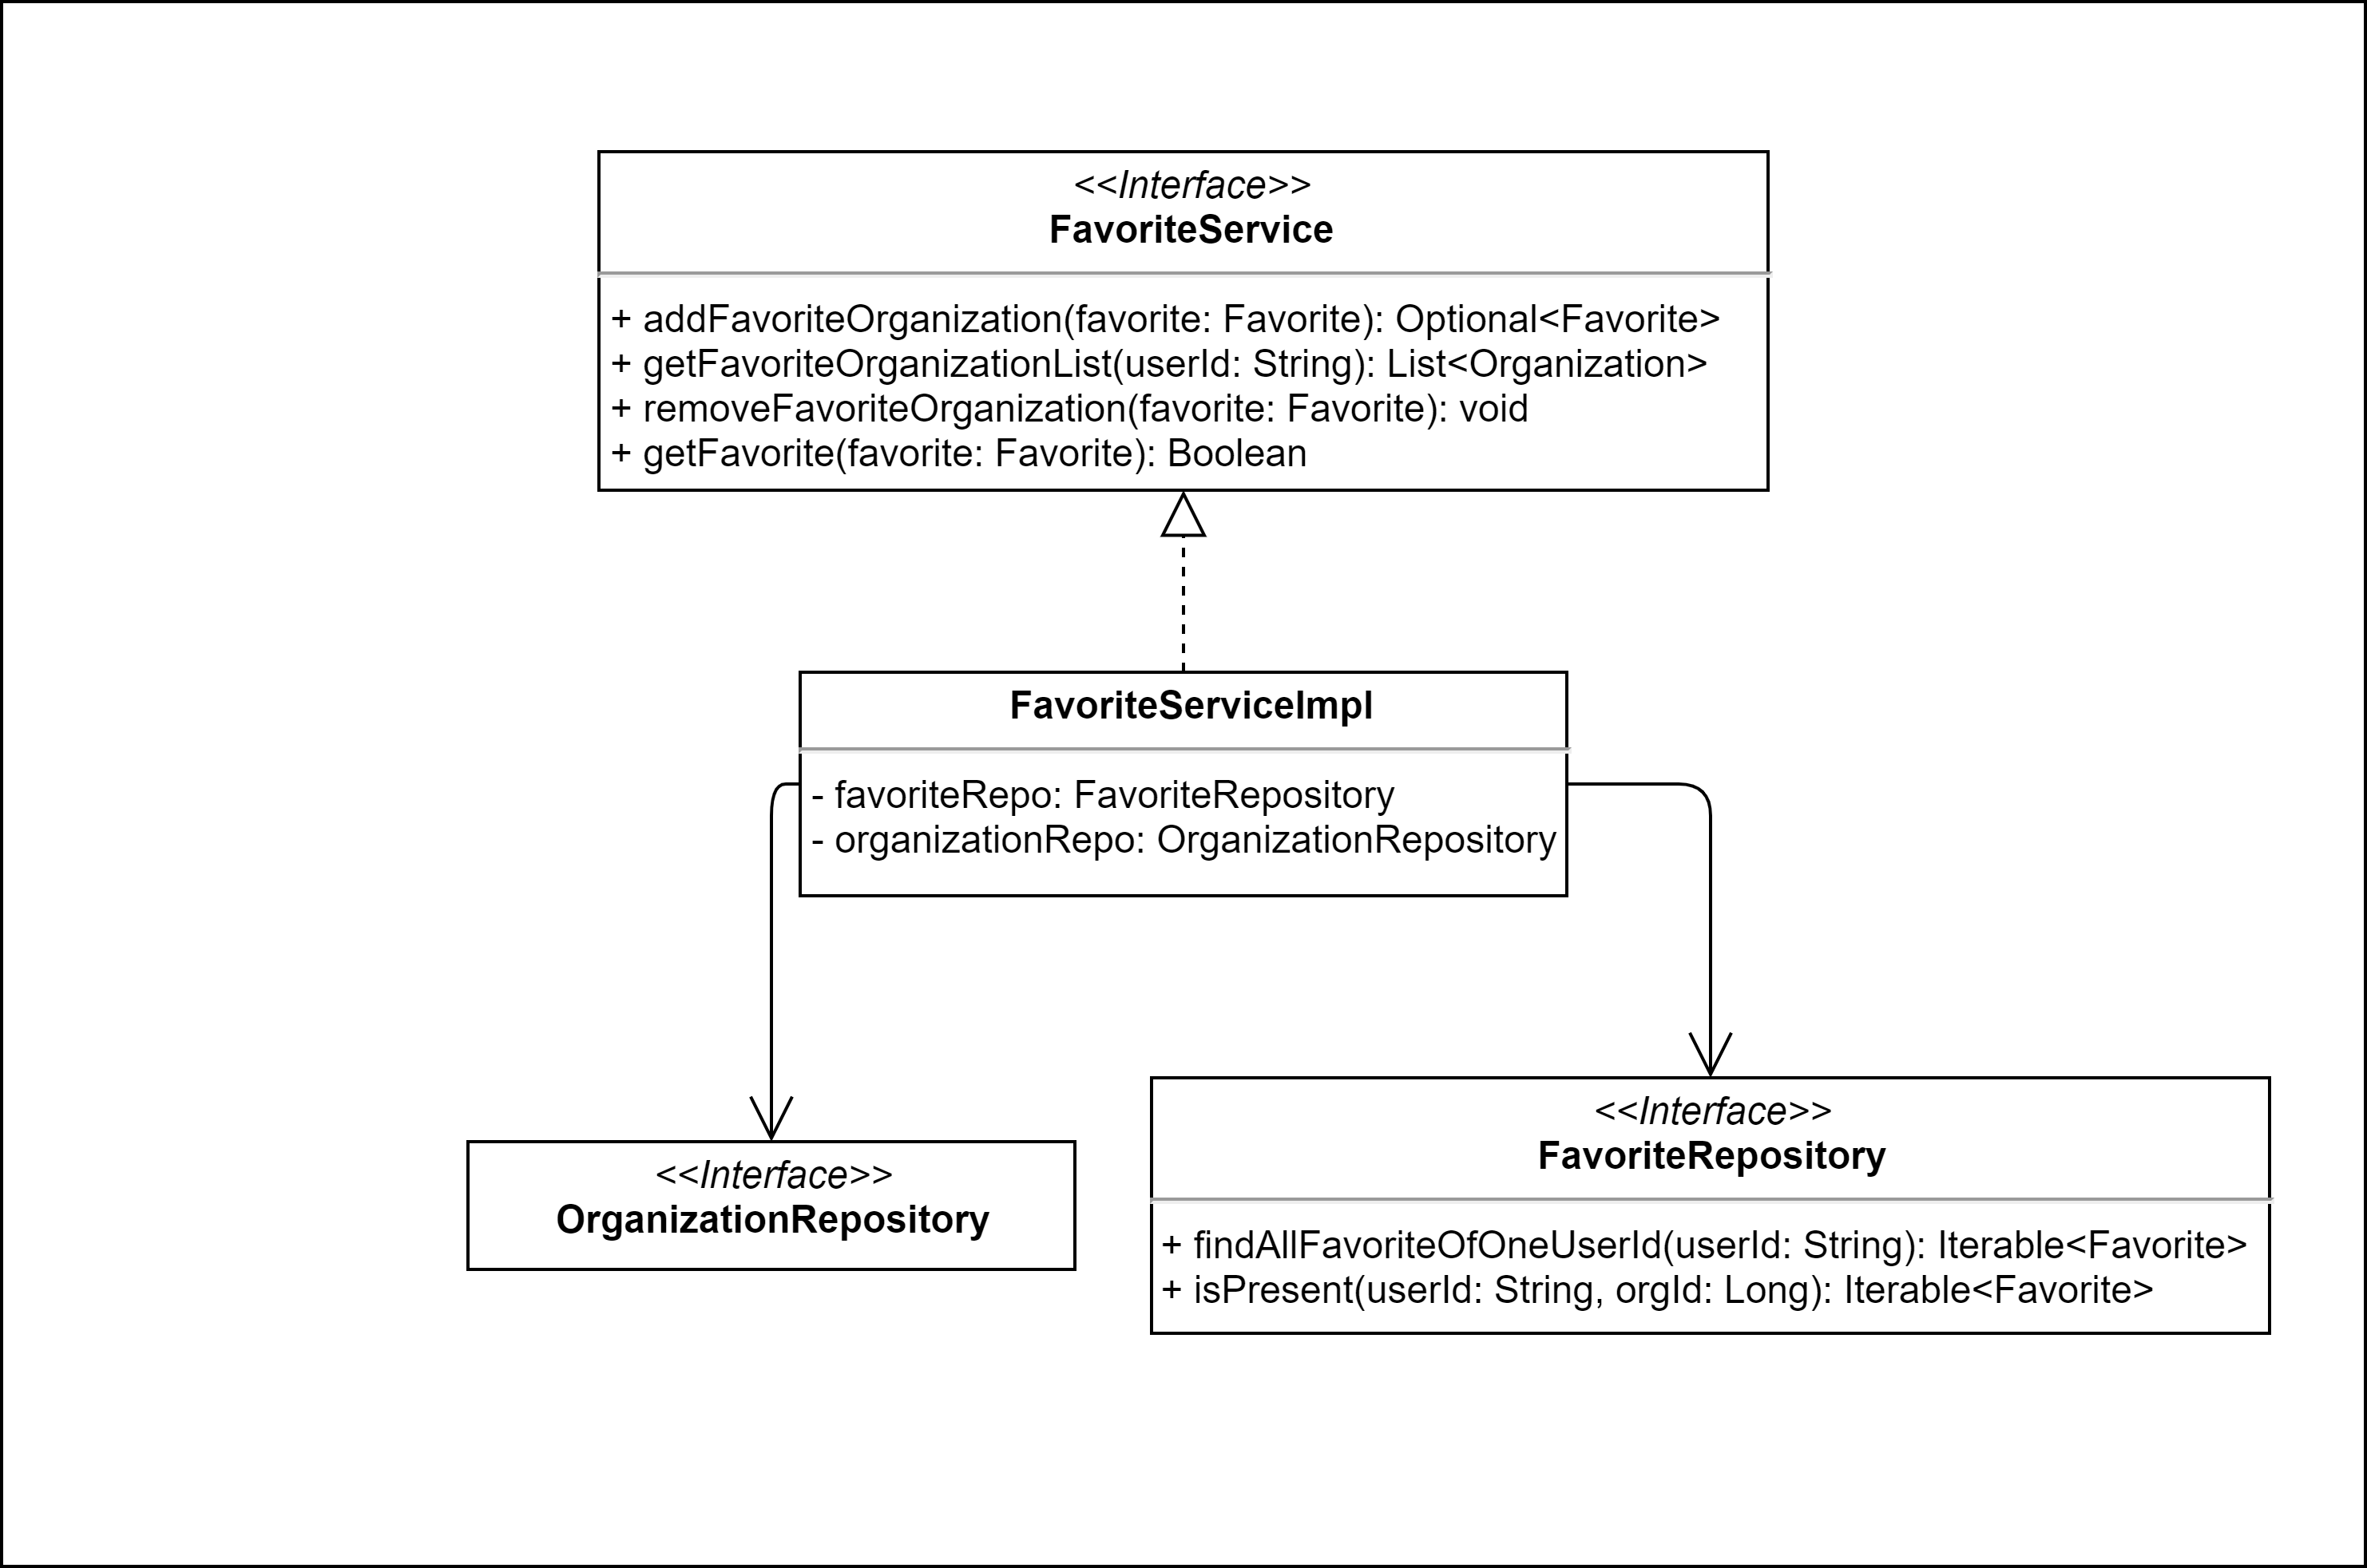 <<Interface>>
FavoriteService
+ addFavoriteOrganization(favorite: Favorite): Optional<Favorite>
+ getFavoriteOrganizationList(userId: String): List<Organization>
+ removeFavoriteOrganization(favorite: Favorite): void
+ getFavorite(favorite: Favorite): Boolean
FavoriteServiceImpl
- favoriteRepo: FavoriteRepository
- organizationRepo: OrganizationRepository
<<Interface>>
OrganizationRepository
<<Interface>>
FavoriteRepository
+ findAllFavoriteOfOneUserId(userId: String): Iterable<Favorite>
+ isPresent(userId: String, orgId: Long): Iterable<Favorite>